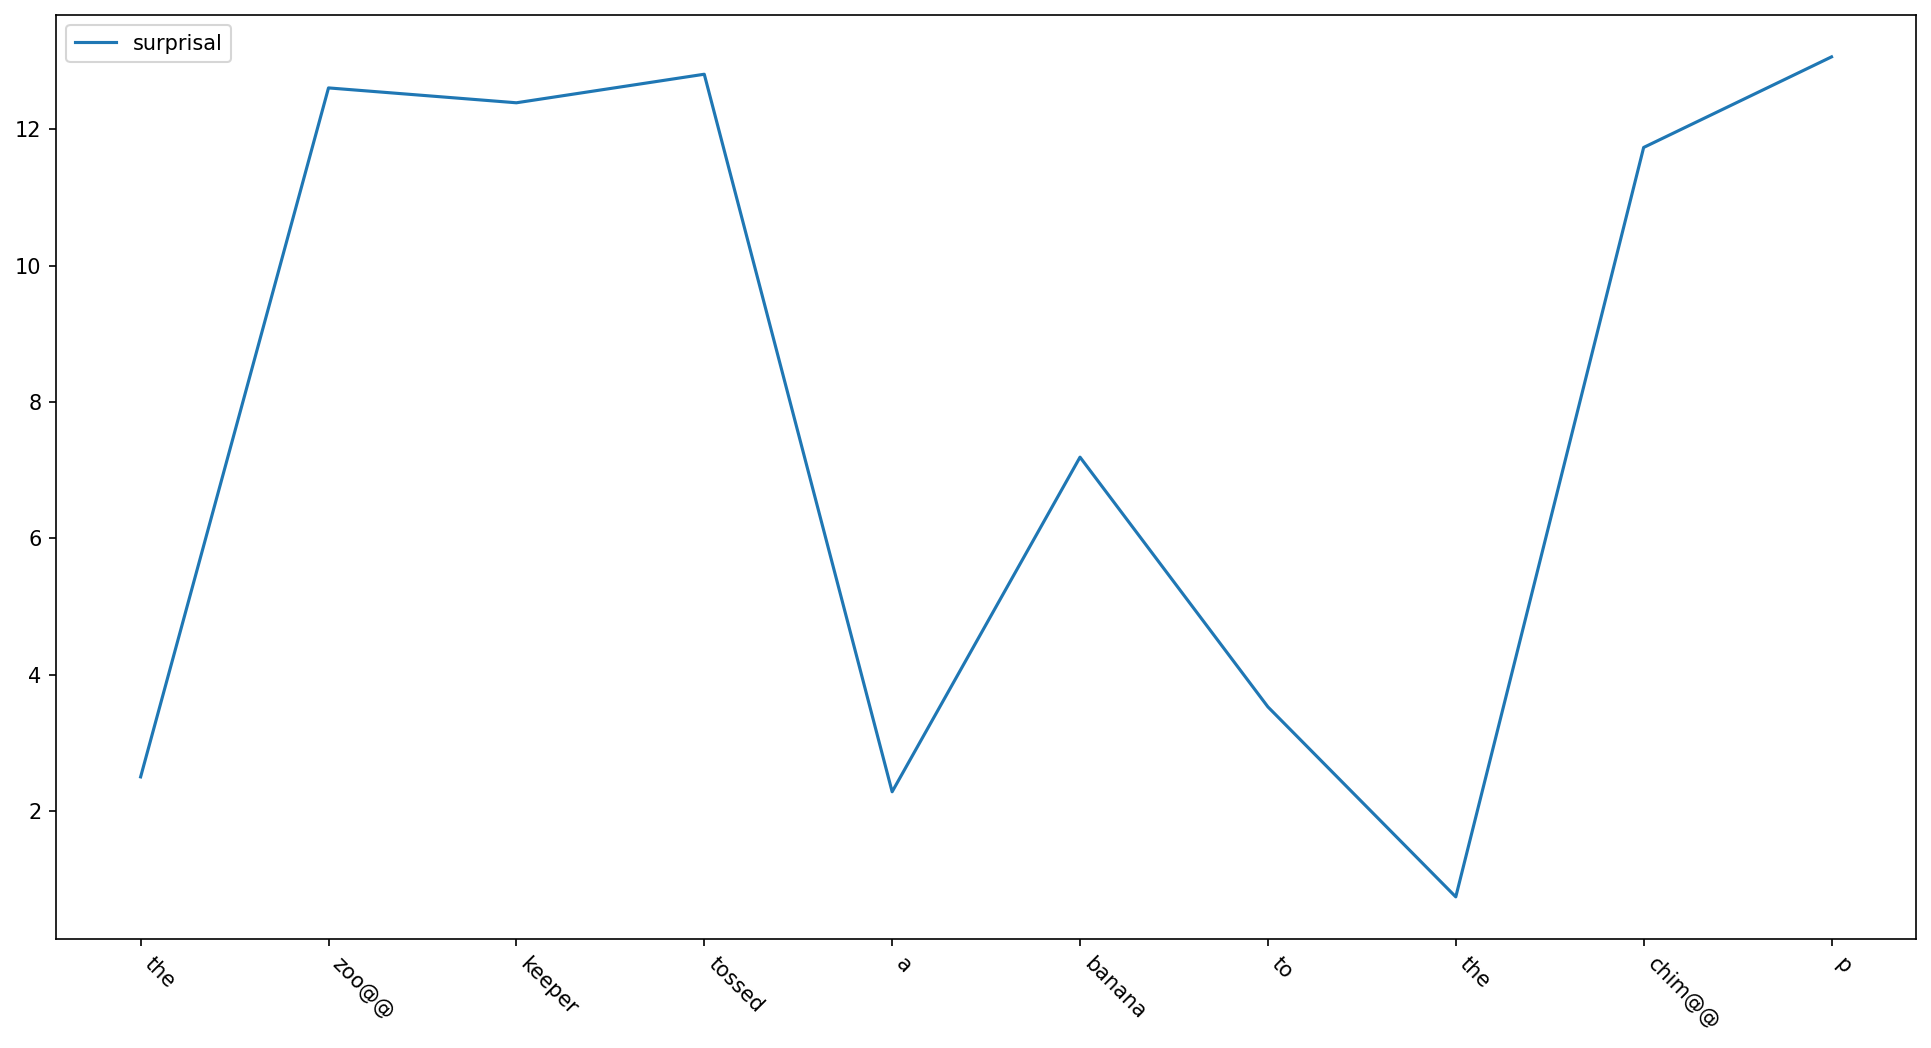 surprisal
12
10
8
6
4
2
the
zoo@@
keeper
tossed
a
banana
to
the
chim@@
p